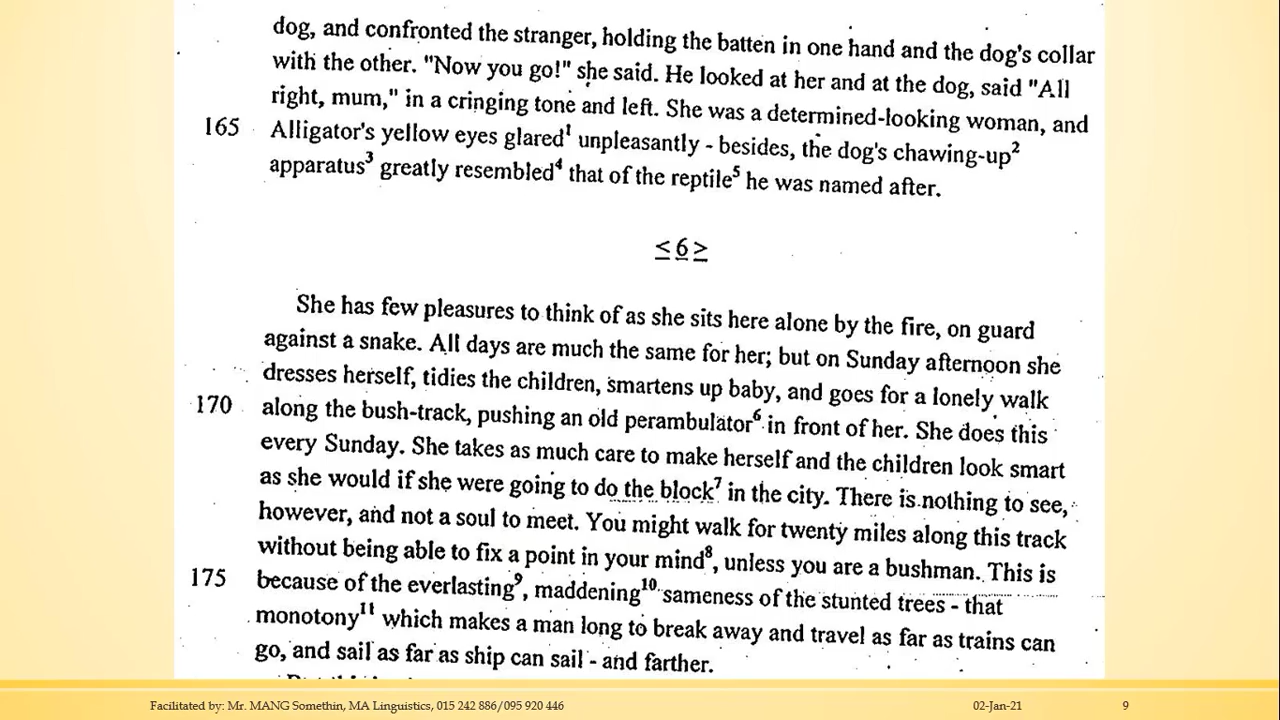 dog, and confronted the stranger, holding the batten in one hand and the dog's collar
with the other. "Now you go!" she said. He looked at her and at the dog, said "All
right, mum," in a cringing tone and left. She was a determined-looking woman, and
165 Alligator's yellow eyes glared¹ unpleasantly - besides, the dog's chawing-up²
apparatus³ greatly resembled⁴ that of the reptile⁵ he was named after.
≤6≥
She has few pleasures to think of as she sits here alone by the fire, on guard
against a snake. All days are much the same for her; but on Sunday afternoon she
dresses herself, tidies the children, smartens up baby, and goes for a lonely walk
170 along the bush-track, pushing an old perambulator⁶ in front of her. She does this
every Sunday. She takes as much care to make herself and the children look smart
as she would if she were going to do the block⁷ in the city. There is nothing to see,
however, and not a soul to meet. You might walk for twenty miles along this track
without being able to fix a point in your mind⁸, unless you are a bushman. This is
175 because of the everlasting⁹, maddening¹⁰ sameness of the stunted trees - that
monotony¹¹ which makes a man long to break away and travel as far as trains can
go, and sail as far as ship can sail - and farther.
Facilitated by: Mr. MANG Somethin, MA Linguistics, 015 242 886/095 920 446
02-Jan-21
9